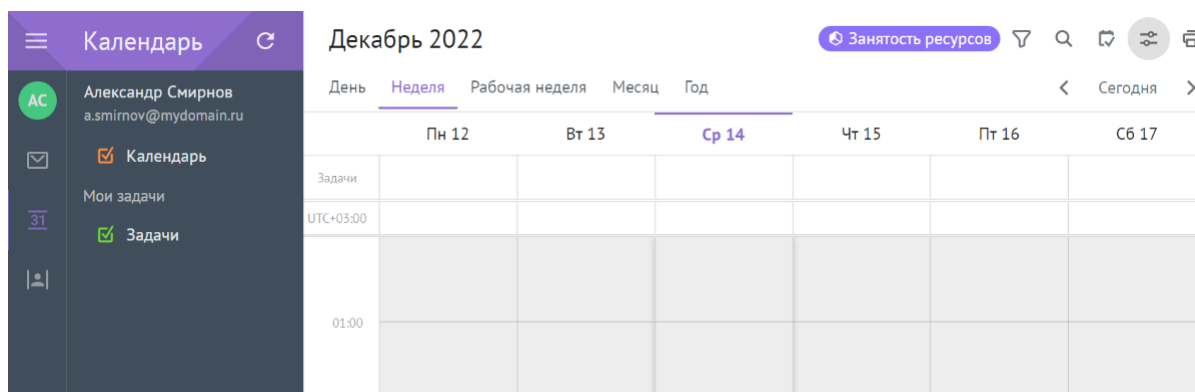 Календарь
Декабрь 2022
Занятость ресурсов
АС
Александр Смирнов
a.smirnov@mydomain.ru
День Неделя Рабочая неделя Месяц Год
Сегодня
Календарь
Пн 12 Вт 13 Ср 14 Чт 15 Пт 16 Сб 17
Мои задачи
Задачи
31
UTC+03:00
Задачи
01:00